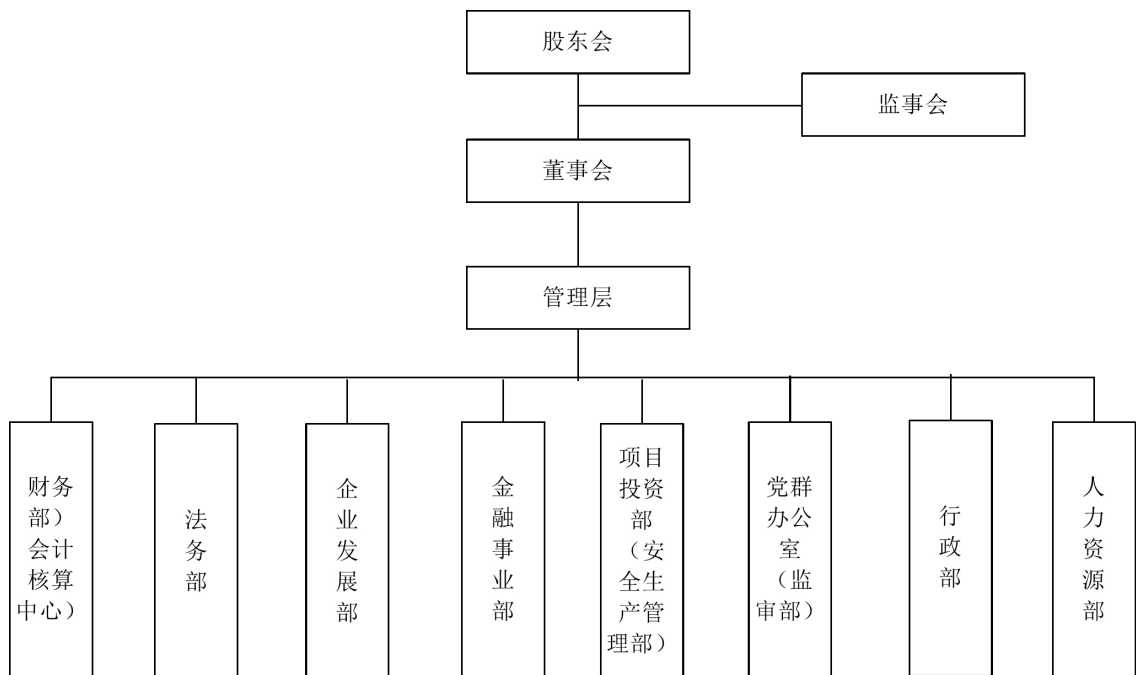 股东会
监事会
董事会
管理层
财务
部）
会计
核算
中心）
法
务
部
企
业
发
展
部
金
融
事
业
部
项目
投资
部
（安
全生
产管
理部）
党群
办公
室
（监
审部）
行
政
部
人
力
资
源
部